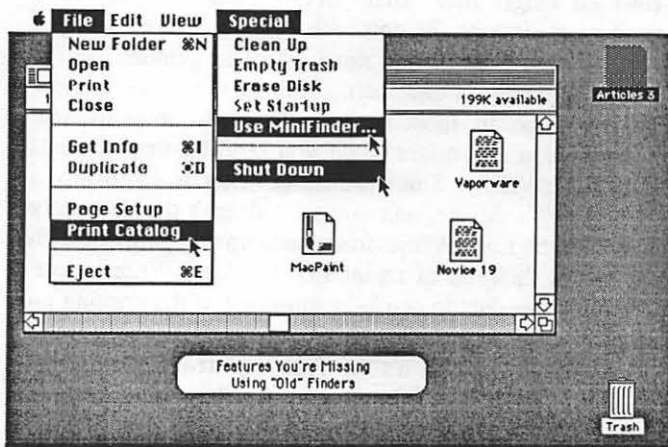 File Edit View Special
New Folder ⌘N
Open
Print
Close
Get Info ⌘I
Duplicate ⌘D
Page Setup
Print Catalog
Eject ⌘E
Clean Up
Empty Trash
Erase Disk
Set Startup
Use MiniFinder...
Shut Down
1
199K available
Articles 3
Vaporware
MacPaint
Novice 19
Features You're Missing
Using "Old" Finders
Trash